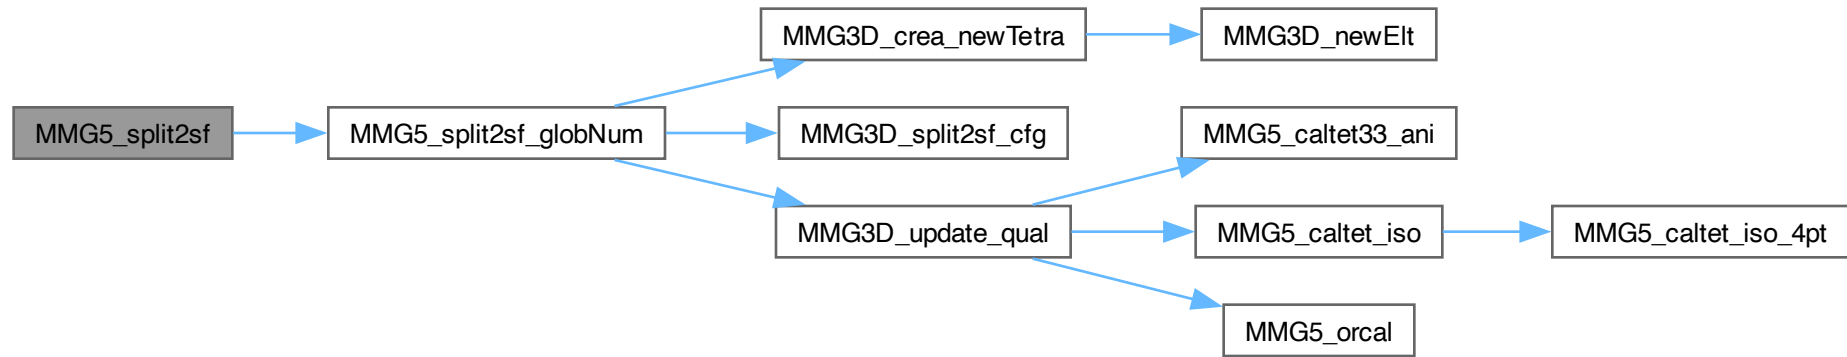 MMG3D_crea_newTetra
MMG3D_newElt
MMG5_split2sf
MMG5_split2sf_globNum
MMG3D_split2sf_cfg
MMG5_caltet33_ani
MMG3D_update_qual
MMG5_caltet_iso
MMG5_caltet_iso_4pt
MMG5_orcal